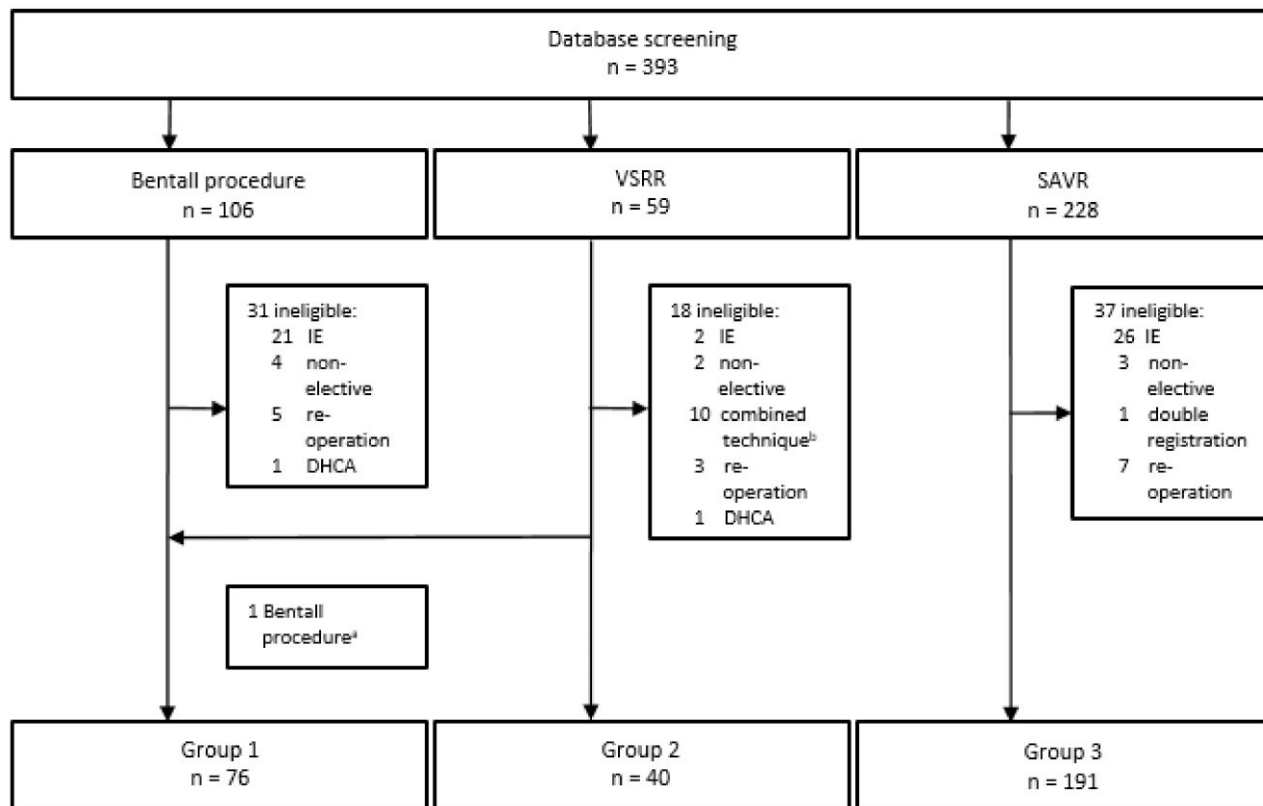 Database screening
n = 393
Bentall procedure
n = 106
VSRR
n = 59
SAVR
n = 228
31 ineligible:
21 IE
4 non-
elective
5 re-
operation
1 DHCA
18 ineligible:
2 IE
2 non-
elective
10 combined
techniqueᵇ
3 re-
operation
1 DHCA
37 ineligible:
26 IE
3 non-
elective
1 double
registration
7 re-
operation
1 Bentall
procedureᵃ
Group 1
n = 76
Group 2
n = 40
Group 3
n = 191